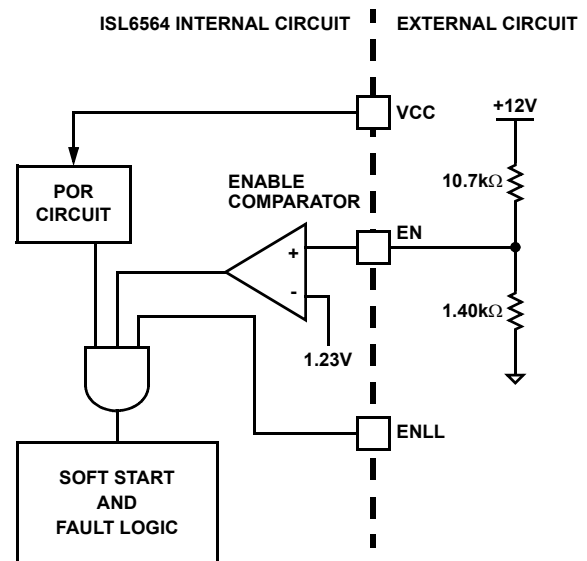 ISL6564 INTERNAL CIRCUIT
EXTERNAL CIRCUIT
VCC
+12V
POR
CIRCUIT
ENABLE
COMPARATOR
10.7kΩ
EN
+
-
1.23V
1.40kΩ
ENLL
SOFT START
AND
FAULT LOGIC